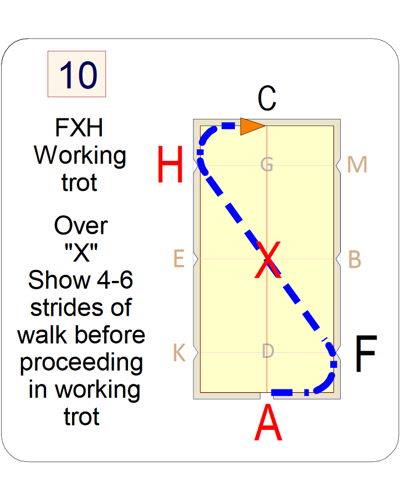 10
FXH
Working
trot
Over
"X"
Show 4-6
strides of
walk before
proceeding
in working
trot
C
H
G
M
E
X
B
K
D
F
A